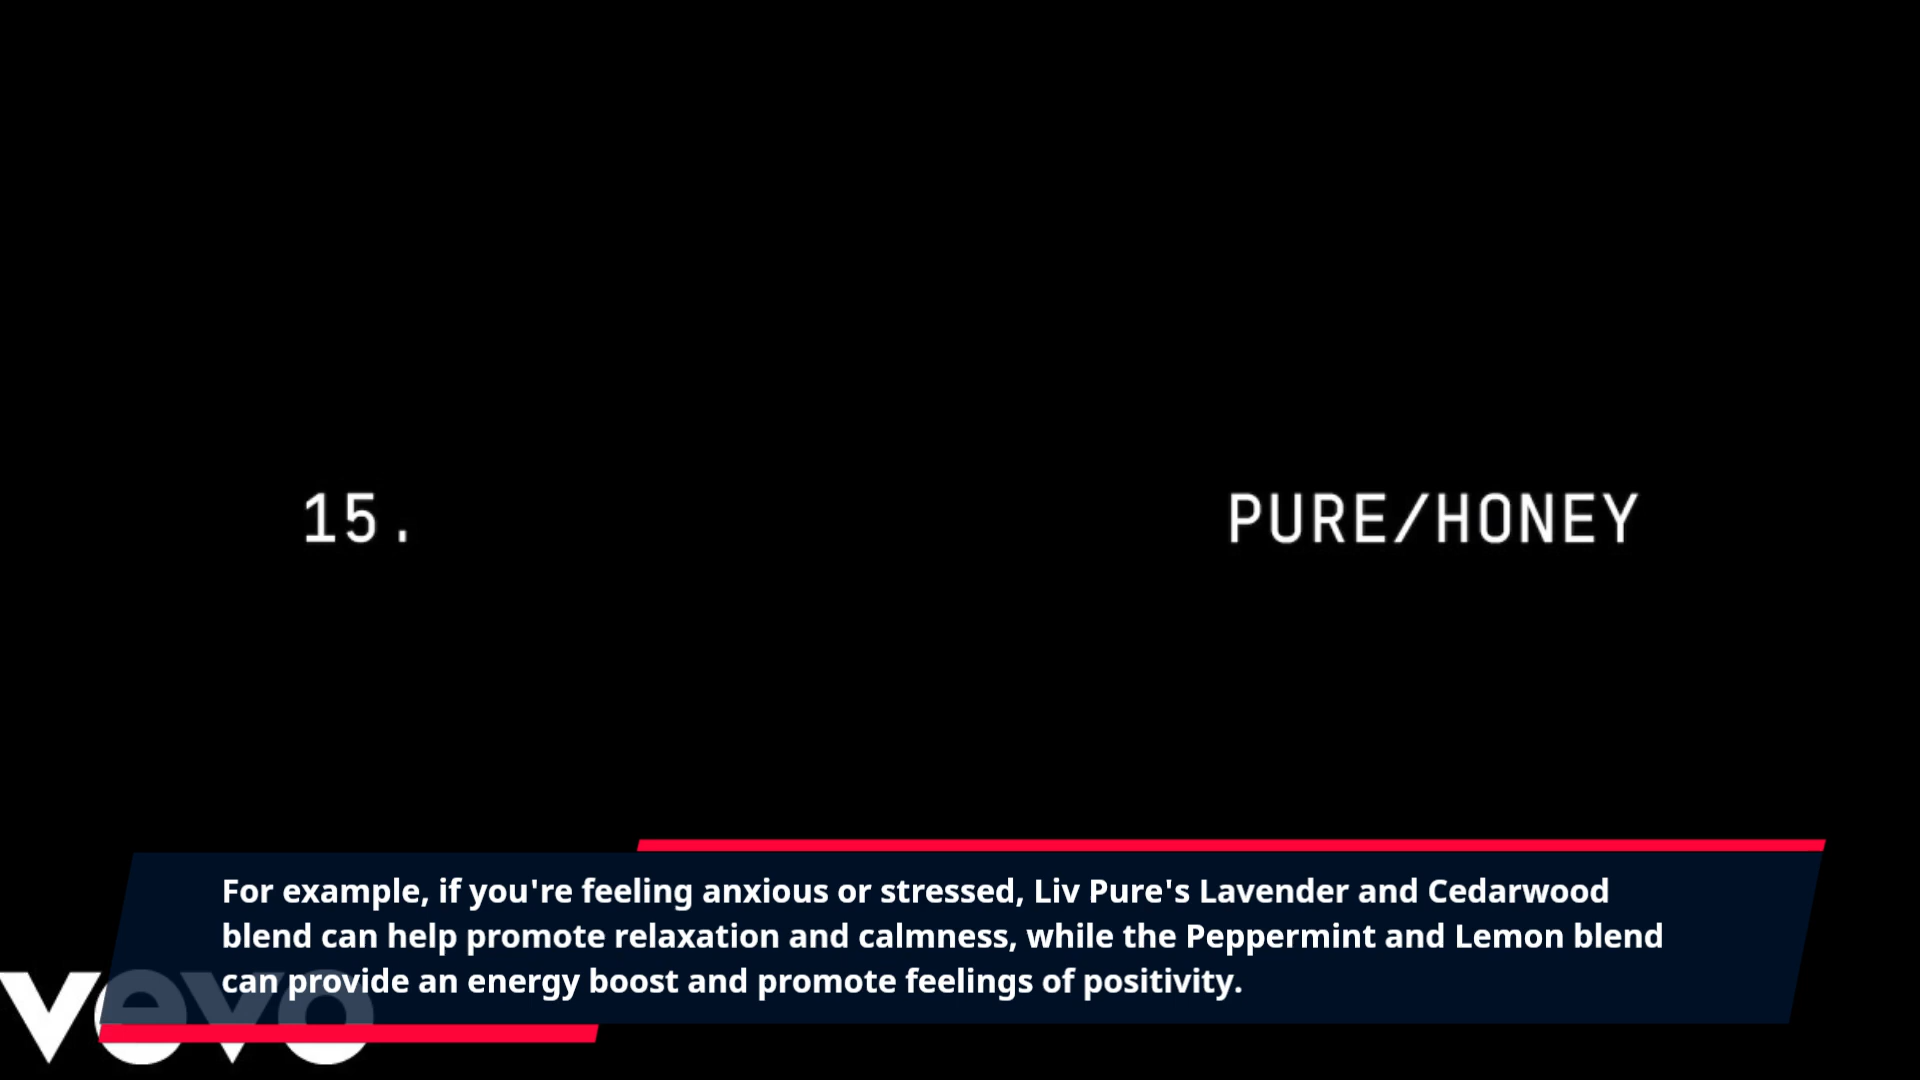 15. PURE/HONEY
For example, if you're feeling anxious or stressed, Liv Pure's Lavender and Cedarwood
blend can help promote relaxation and calmness, while the Peppermint and Lemon blend
can provide an energy boost and promote feelings of positivity.
vevo